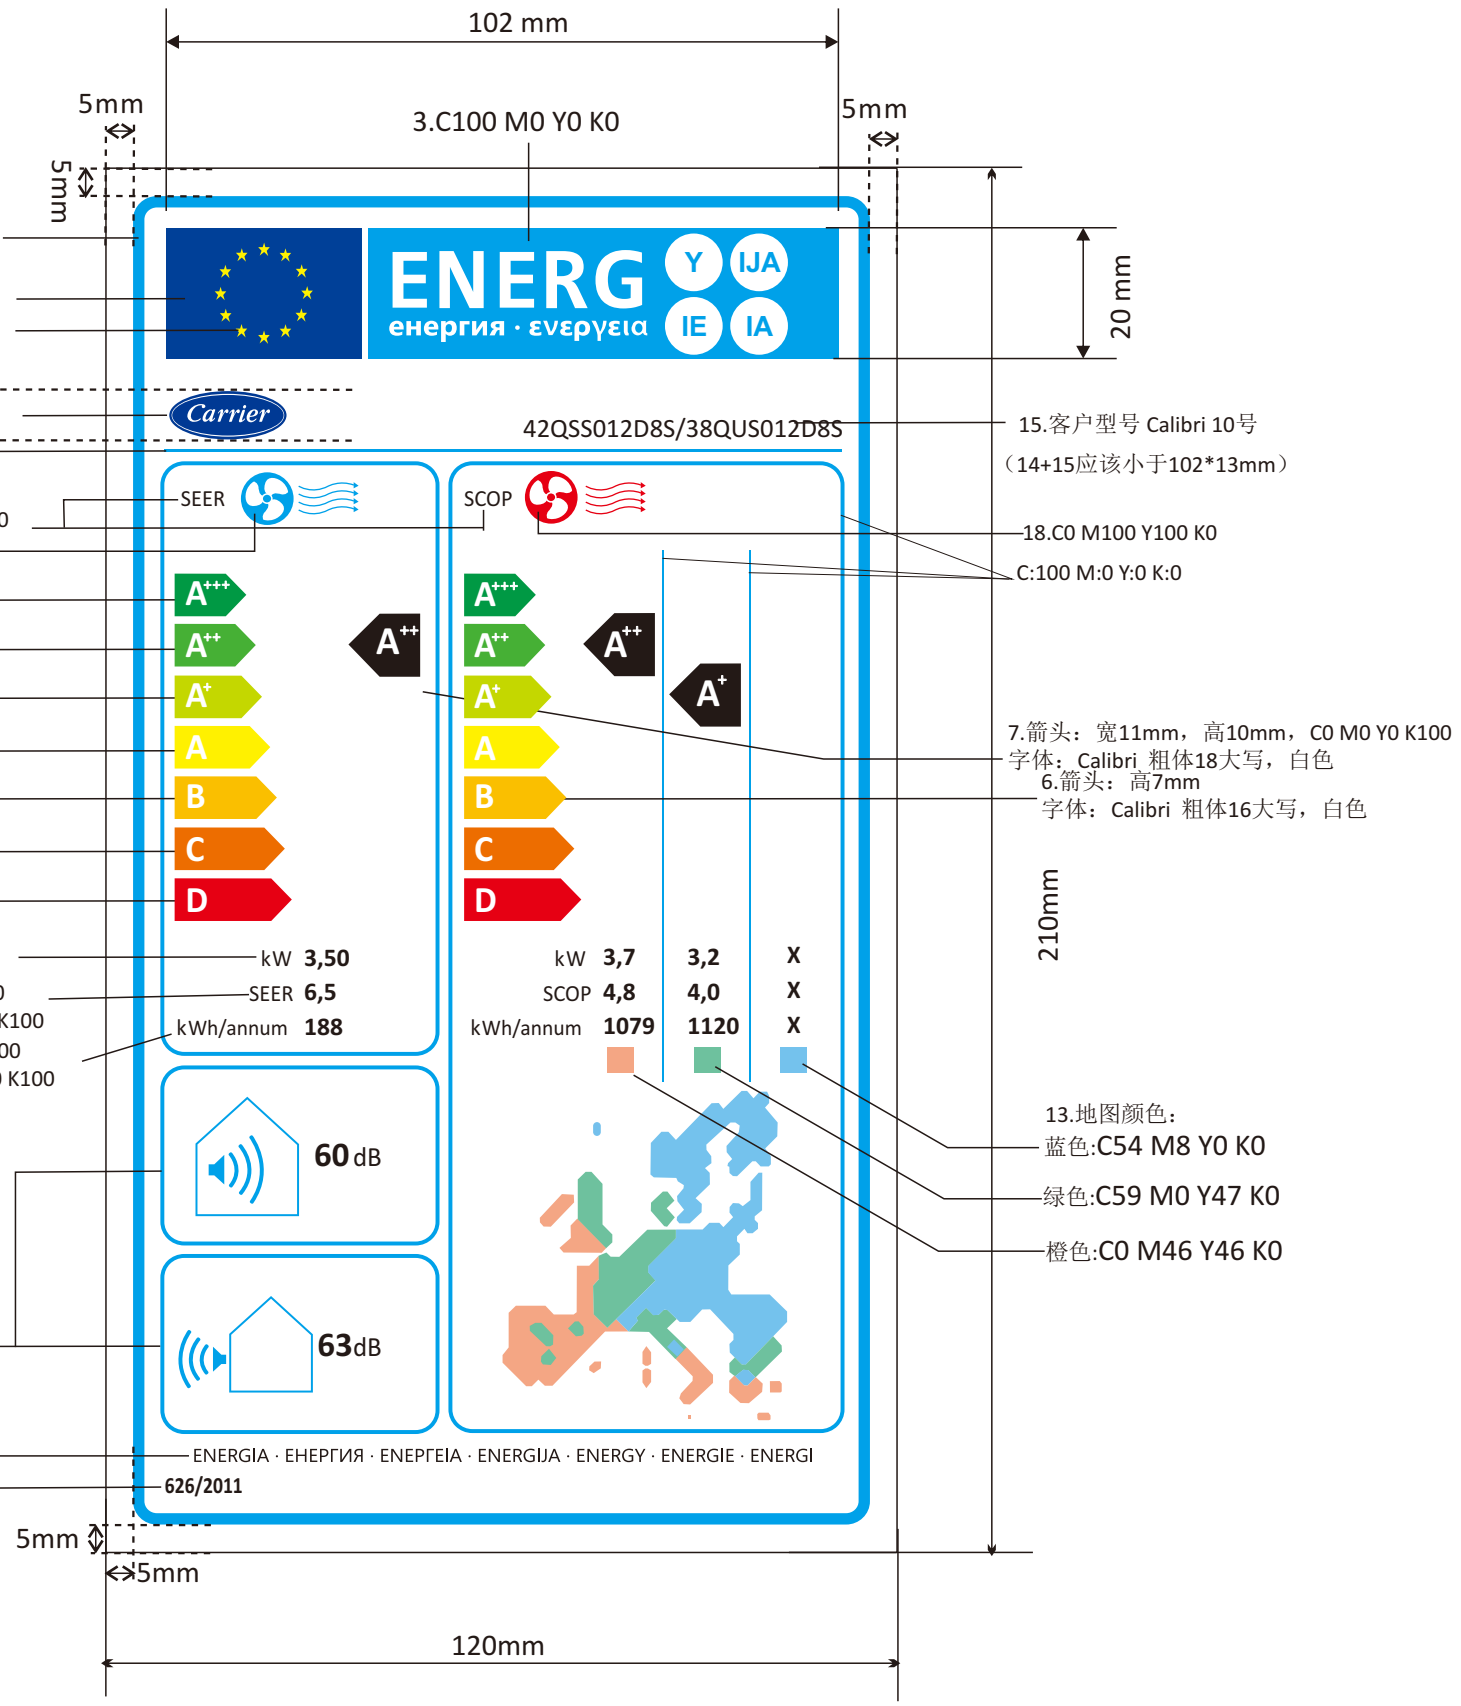 102 mm
5mm
5mm
3.C100 M0 Y0 K0
5mm
ENERG
енергия · ενεργεια
Y
IJA
IE
IA
20 mm
Carrier
42QSS012D8S/38QUS012D8S
15.客户型号 Calibri 10号
（14+15应该小于102*13mm）
SEER
SCOP
0
18.C0 M100 Y100 K0
C:100 M:0 Y:0 K:0
A+++
A+++
A++
A++
A++
A++
A+
A+
A+
A
A
B
B
C
C
D
D
7.箭头：宽11mm，高10mm，C0 M0 Y0 K100
字体：Calibri 粗体18大写，白色
6.箭头：高7mm
字体：Calibri 粗体16大写，白色
210mm
kW 3,50
kW 3,7 3,2 X
SEER 6,5
SCOP 4,8 4,0 X
kWh/annum 188
kWh/annum 1079 1120 X
0
K100
00
0 K100
13.地图颜色：
蓝色:C54 M8 Y0 K0
绿色:C59 M0 Y47 K0
橙色:C0 M46 Y46 K0
60 dB
63dB
ENERGIA · ЕНЕРГИЯ · ΕΝΕΡΓΕΙΑ · ENERGIJA · ENERGY · ENERGIE · ENERGI
626/2011
5mm
5mm
120mm